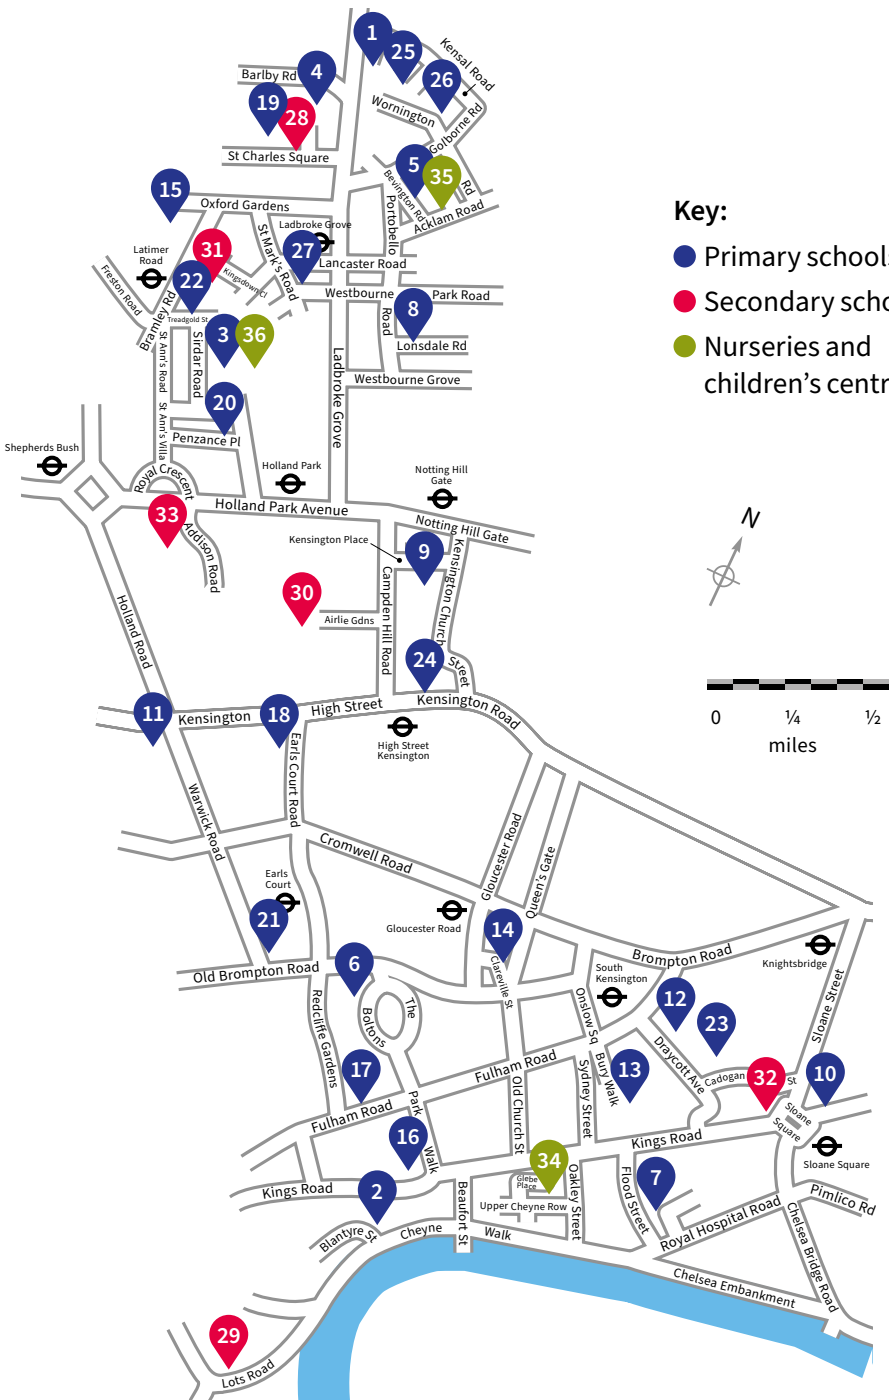 1
25
Kensal Road
4
Barlby Rd
26
19
28
Wornington
Golborne Rd
St Charles Square
5
35
Bevington Rd
Rd
15
Oxford Gardens
Portobello
Acklam Road
Ladbroke Grove
St Mark's Road
31
27
Latimer
Road
Lancaster Road
22
Kingsdown Cl
Freston Road
Westbourne
Park Road
Bramley Rd
8
Road
Treadgold St
3
36
Lonsdale Rd
St Ann's Road
Sirdar Road
Ladbroke Grove
Westbourne Grove
20
St Ann's Villa
Penzance Pl
Shepherds Bush
Royal Crescent
Holland Park
Notting Hill
Gate
Holland Park Avenue
33
Addison Road
Notting Hill Gate
Kensington Place
9
Kensington Church
Street
Campden Hill Road
30
Airlie Gdns
Holland Road
24
11
Kensington
18
High Street
Kensington Road
High Street
Kensington
Earls Court Road
Warwick Road
Cromwell Road
Gloucester Road
Queen's Gate
Earls
Court
21
Gloucester Road
14
Brompton Road
Knightsbridge
Old Brompton Road
6
Clareville St
South
Kensington
Sloane Street
The
Boltons
Onslow Sq
12
23
Redcliffe Gardens
Draycott Ave
17
Fulham Road
Bury Walk
13
Cadogan
32
St
10
Sydney Street
Old Church St
Fulham Road
Park
Walk
Sloane
Square
16
Kings Road
Sloane Square
34
Glebe
Place
Oakley Street
Flood Street
7
Kings Road
2
Beaufort St
Upper Cheyne Row
Royal Hospital Road
Pimlico Rd
Blantyre St
Cheyne
Walk
Chelsea Bridge Road
Chelsea Embankment
29
Lots Road
Key:
Primary schools
Secondary scho
Nurseries and
children's centr
N
0
¼
½
miles